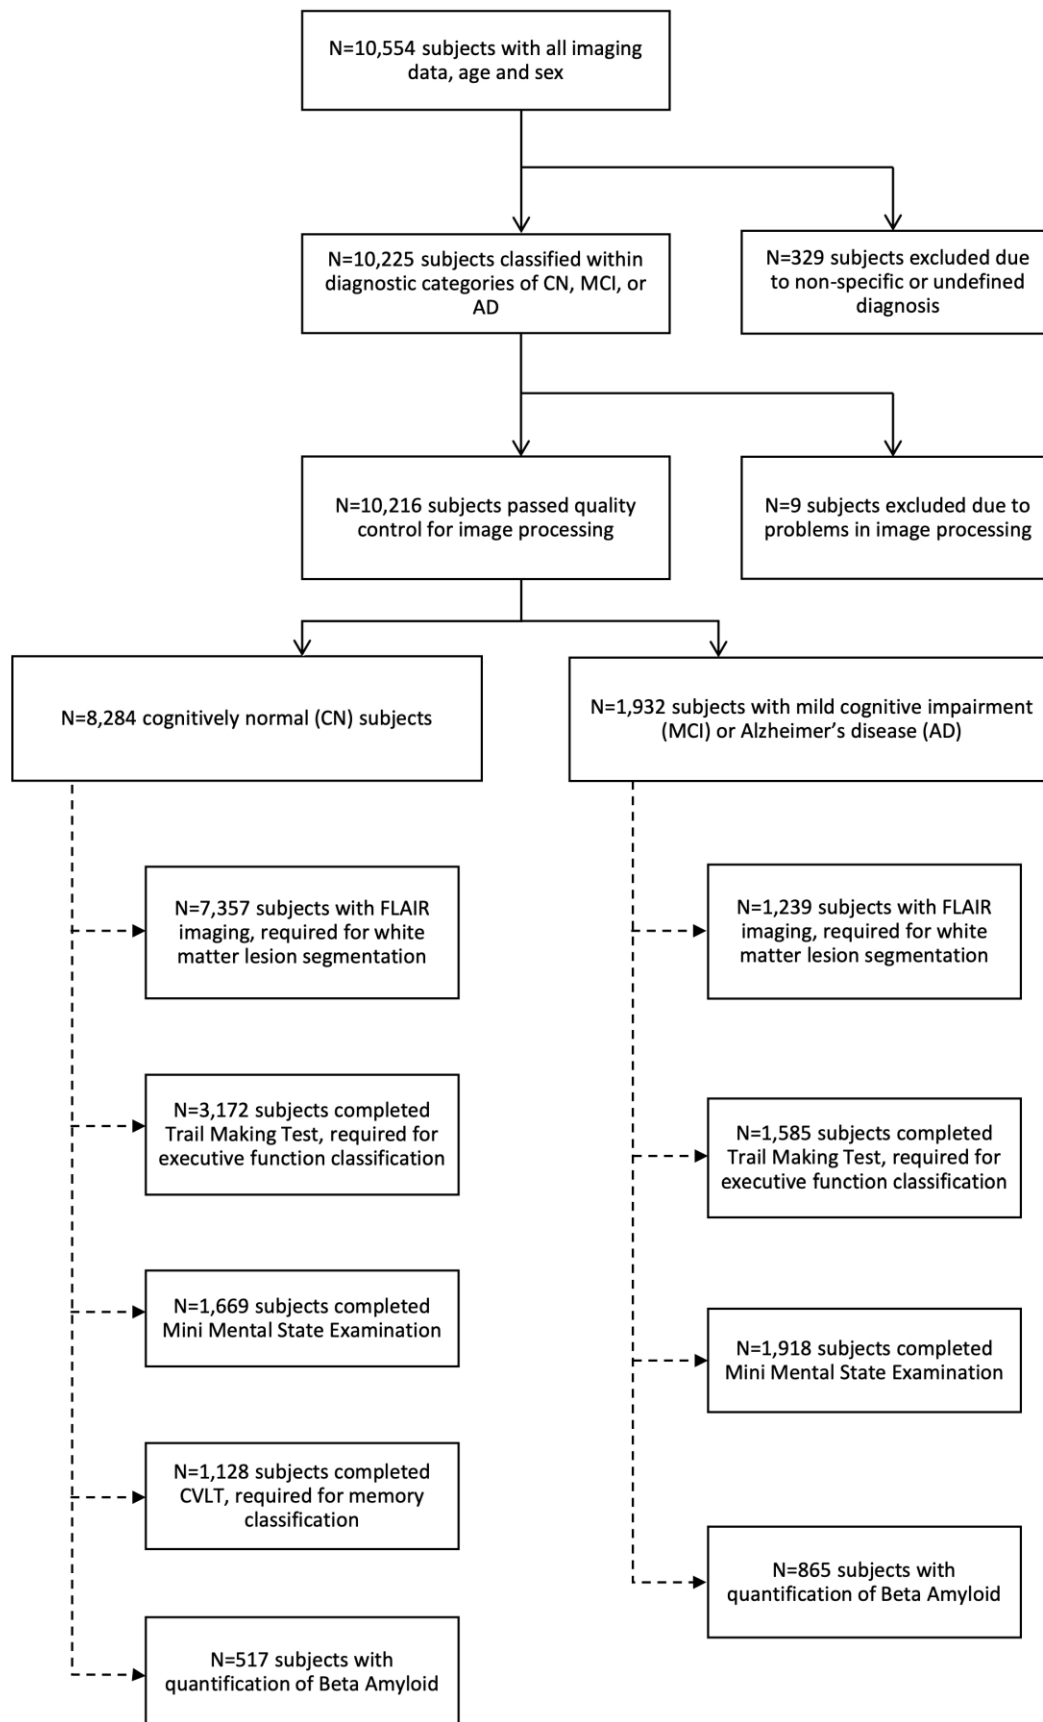 N=10,554 subjects with all imaging
data, age and sex
N=10,225 subjects classified within
diagnostic categories of CN, MCI, or
AD
N=329 subjects excluded due
to non-specific or undefined
diagnosis
N=10,216 subjects passed quality
control for image processing
N=9 subjects excluded due to
problems in image processing
N=8,284 cognitively normal (CN) subjects
N=1,932 subjects with mild cognitive impairment
(MCI) or Alzheimer's disease (AD)
N=7,357 subjects with FLAIR
imaging, required for white
matter lesion segmentation
N=3,172 subjects completed
Trail Making Test, required for
executive function classification
N=1,669 subjects completed
Mini Mental State Examination
N=1,128 subjects completed
CVLT, required for memory
classification
N=517 subjects with
quantification of Beta Amyloid
N=1,239 subjects with FLAIR
imaging, required for white
matter lesion segmentation
N=1,585 subjects completed
Trail Making Test, required for
executive function classification
N=1,918 subjects completed
Mini Mental State Examination
N=865 subjects with
quantification of Beta Amyloid